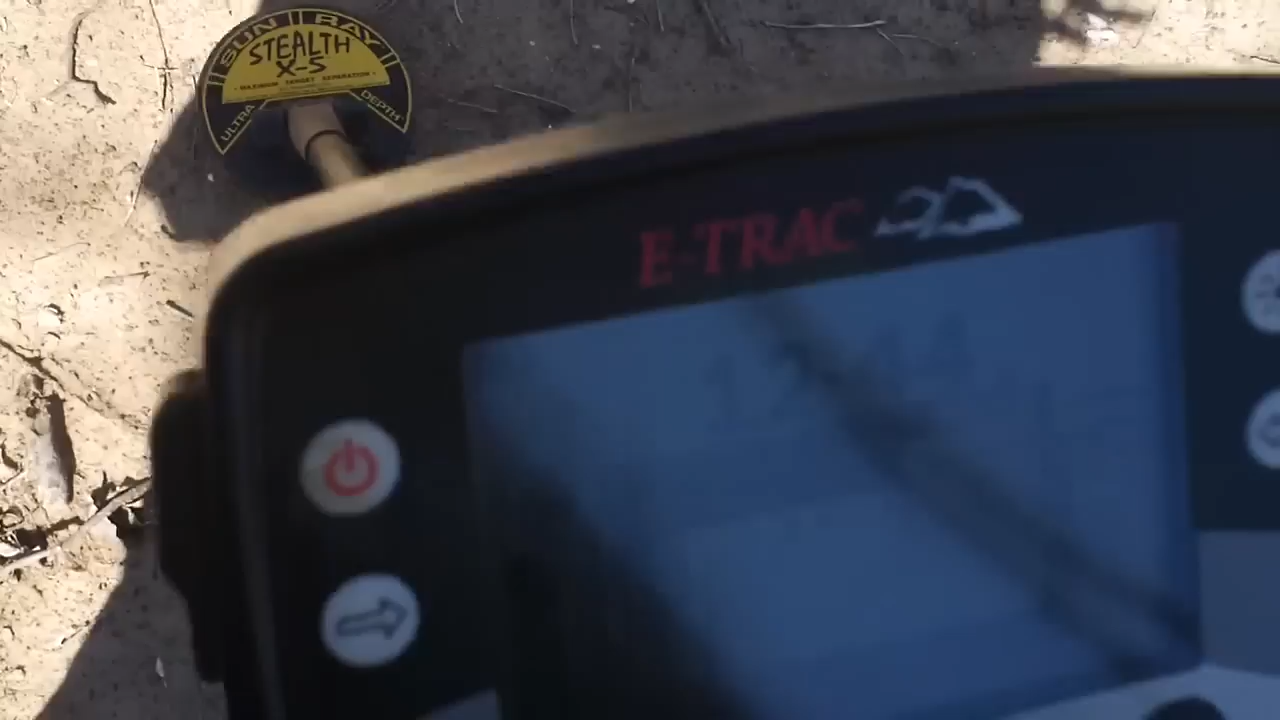 SUN RAY
STEALTH
X-5
• MAXIMUM TARGET SEPARATION •
ULTRA DEPTH
E-TRAC